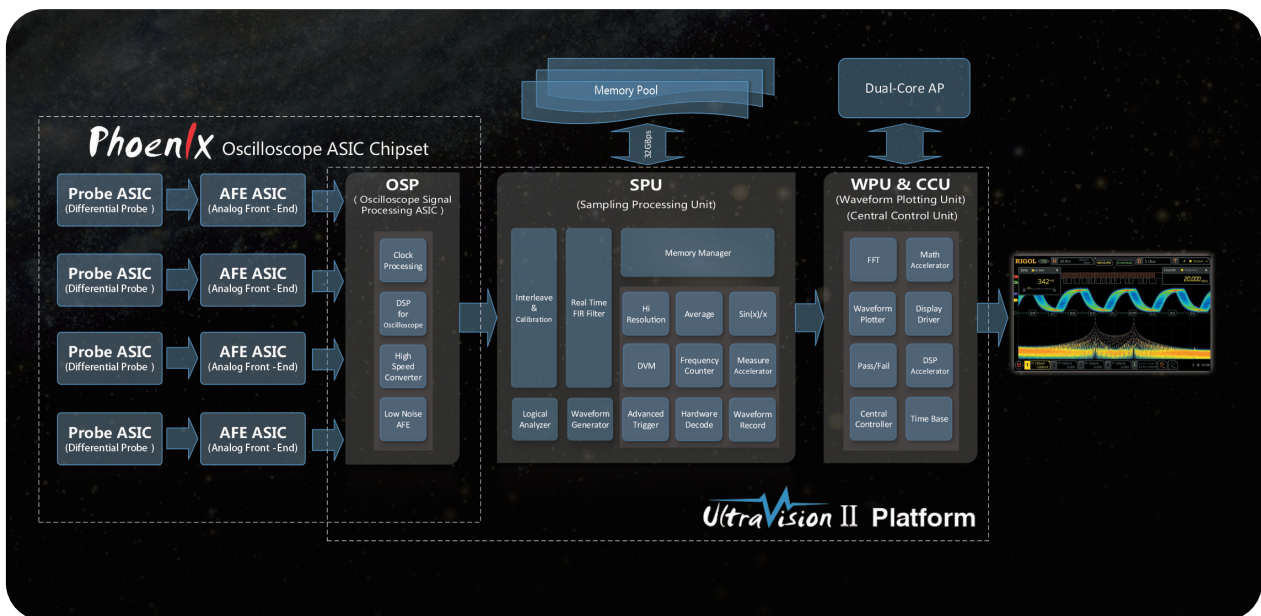 Memory Pool
Dual-Core AP
32GBps
Phoenix Oscilloscope ASIC Chipset
Probe ASIC
(Differential Probe )
AFE ASIC
(Analog Front -End)
Probe ASIC
(Differential Probe )
AFE ASIC
(Analog Front -End)
Probe ASIC
(Differential Probe )
AFE ASIC
(Analog Front -End)
Probe ASIC
(Differential Probe )
AFE ASIC
(Analog Front -End)
OSP
( Oscilloscope Signal
Processing ASIC )
Clock
Processing
DSP
for
Oscilloscope
High
Speed
Converter
Low Noise
AFE
SPU
(Sampling Processing Unit)
Interleave
&
Calibration
Real Time
FIR Filter
Memory Manager
Hi
Resolution
Average
Sin(x)/x
DVM
Frequency
Counter
Measure
Accelerator
Logical
Analyzer
Waveform
Generator
Advanced
Trigger
Hardware
Decode
Waveform
Record
WPU & CCU
(Waveform Plotting Unit)
(Central Control Unit)
FFT
Math
Accelerator
Waveform
Plotter
Display
Driver
Pass/Fail
DSP
Accelerator
Central
Controller
Time Base
RIGOL
342
20.000
UltraVision II Platform